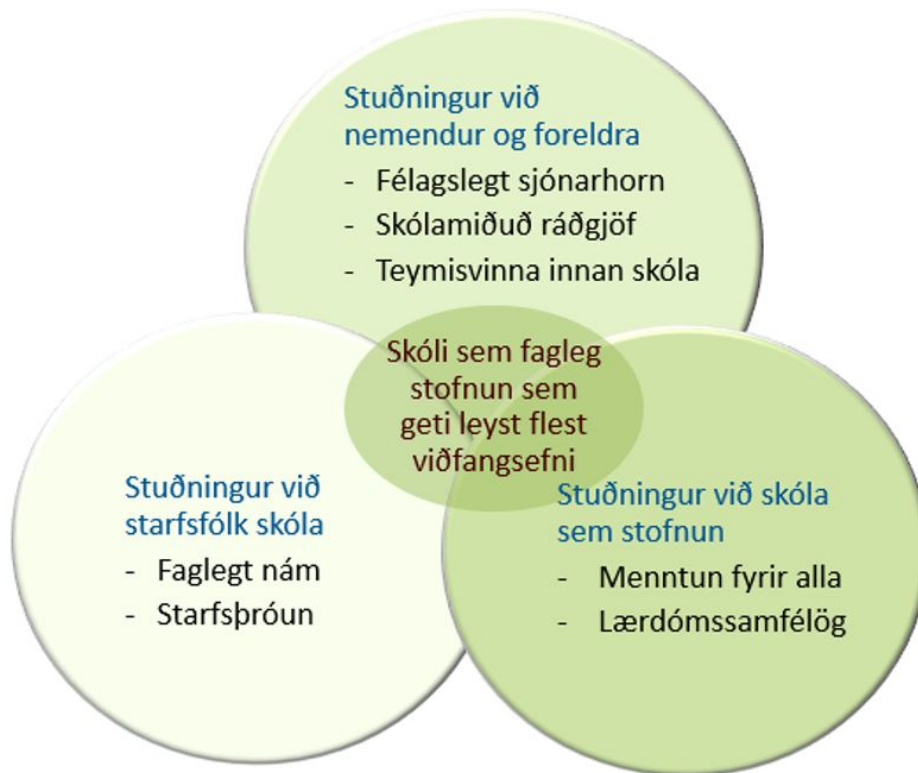 Stuðningur við
nemendur og foreldra
- Félagslegt sjónarhorn
- Skólamiðuð ráðgjöf
- Teymisvinna innan skóla
Skóli sem fagleg
stofnun sem
geti leyst flest
viðfangsefni
Stuðningur við
starfsfólk skóla
- Faglegt nám
- Starfsþróun
Stuðningur við skóla
sem stofnun
- Menntun fyrir alla
- Lærdómssamfélög